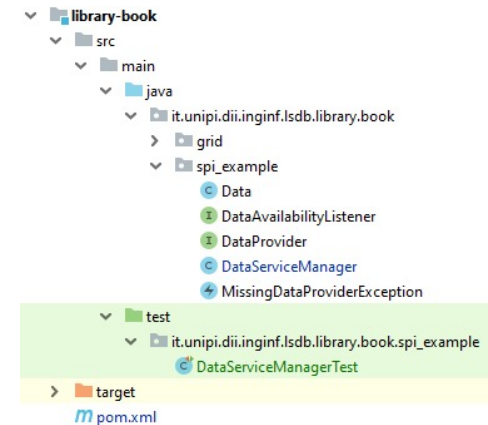 library-book
src
main
java
it.unipi.dii.inginf.lsdb.library.book
grid
spi_example
C Data
I DataAvailabilityListener
I DataProvider
C DataServiceManager
MissingDataProviderException
test
it.unipi.dii.inginf.lsdb.library.book.spi_example
C DataServiceManagerTest
target
m pom.xml